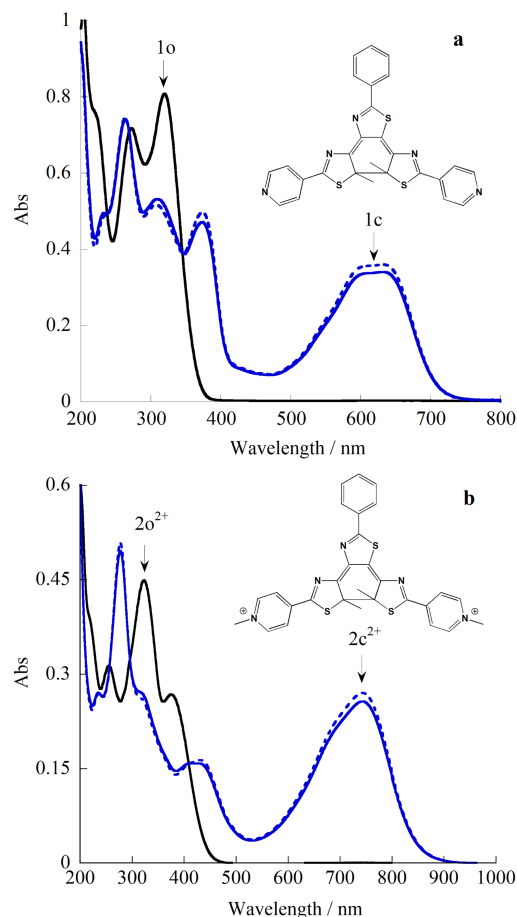 a
1o
1c
Abs
1
0.8
0.6
0.4
0.2
0
200 300 400 500 600 700 800
Wavelength / nm
N S
N N
S S
N N
b
2o²⁺
2c²⁺
Abs
0.6
0.45
0.3
0.15
0
200 300 400 500 600 700 800 900 1000
Wavelength / nm
N S
N N
S S
⊕ N N ⊕
CH₃ CH₃